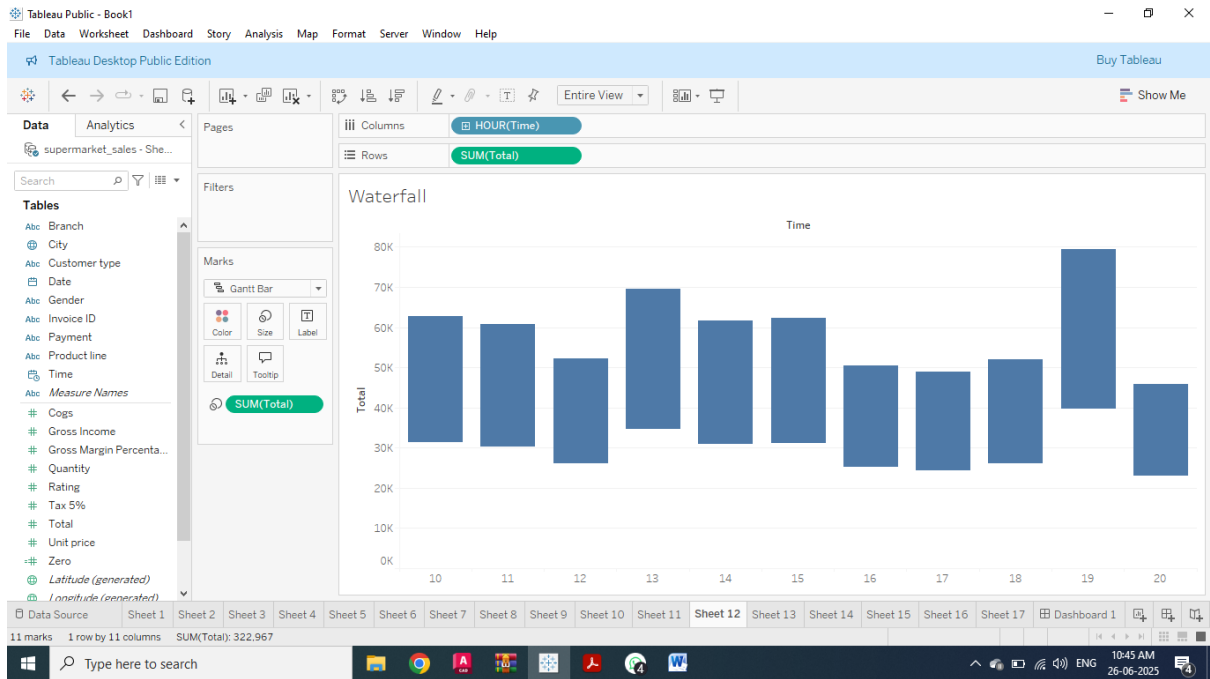 Tableau Public - Book1
File Data Worksheet Dashboard Story Analysis Map Format Server Window Help
Tableau Desktop Public Edition
Buy Tableau
Entire View
Show Me
Data Analytics
supermarket_sales - She...
Search
Tables
Abc Branch
City
Abc Customer type
Date
Abc Gender
Abc Invoice ID
Abc Payment
Abc Product line
Time
Abc Measure Names
# Cogs
# Gross Income
# Gross Margin Percenta...
# Quantity
# Rating
# Tax 5%
# Total
# Unit price
=# Zero
Latitude (generated)
Longitude (generated)
Pages
Filters
Marks
Gantt Bar
Color Size Label
Detail Tooltip
SUM(Total)
Columns HOUR(Time)
Rows SUM(Total)
Waterfall
Time
Total
80K
70K
60K
50K
40K
30K
20K
10K
0K
10 11 12 13 14 15 16 17 18 19 20
Data Source Sheet 1 Sheet 2 Sheet 3 Sheet 4 Sheet 5 Sheet 6 Sheet 7 Sheet 8 Sheet 9 Sheet 10 Sheet 11 Sheet 12 Sheet 13 Sheet 14 Sheet 15 Sheet 16 Sheet 17 Dashboard 1
11 marks 1 row by 11 columns SUM(Total): 322,967
Type here to search
ENG
10:45 AM
26-06-2025
4